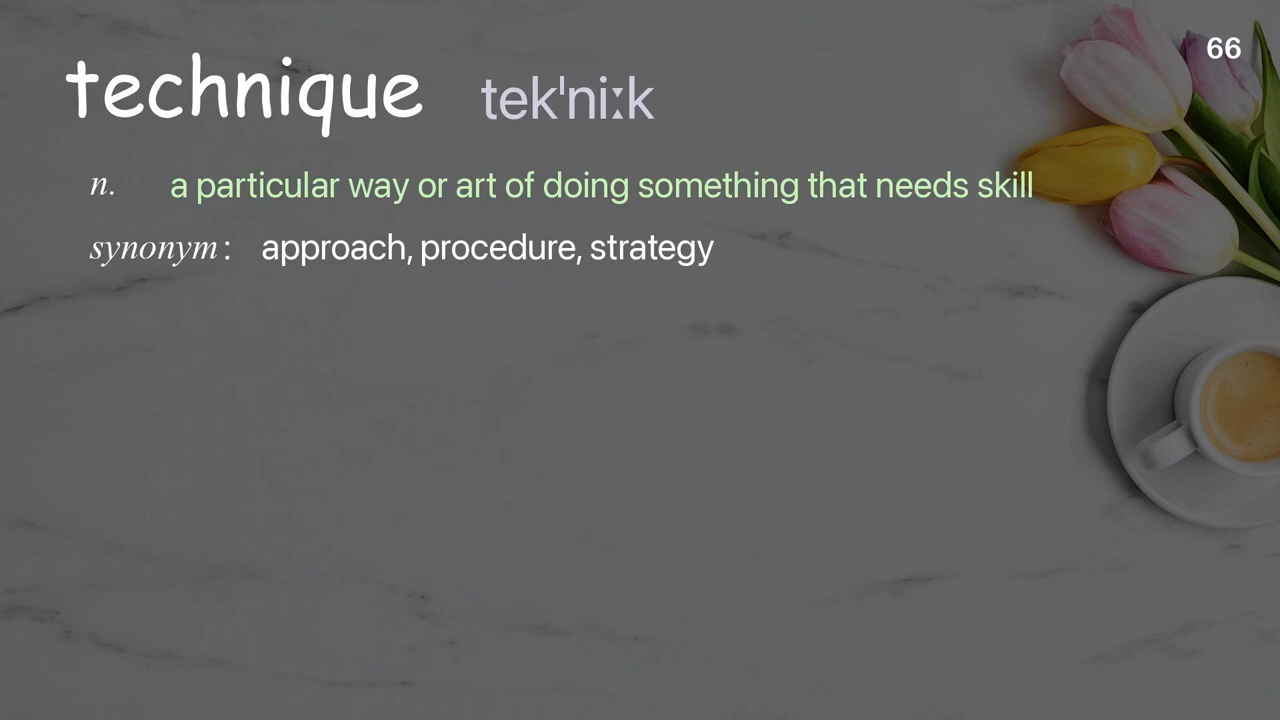 66
technique tekˈniːk
n. a particular way or art of doing something that needs skill
synonym : approach, procedure, strategy